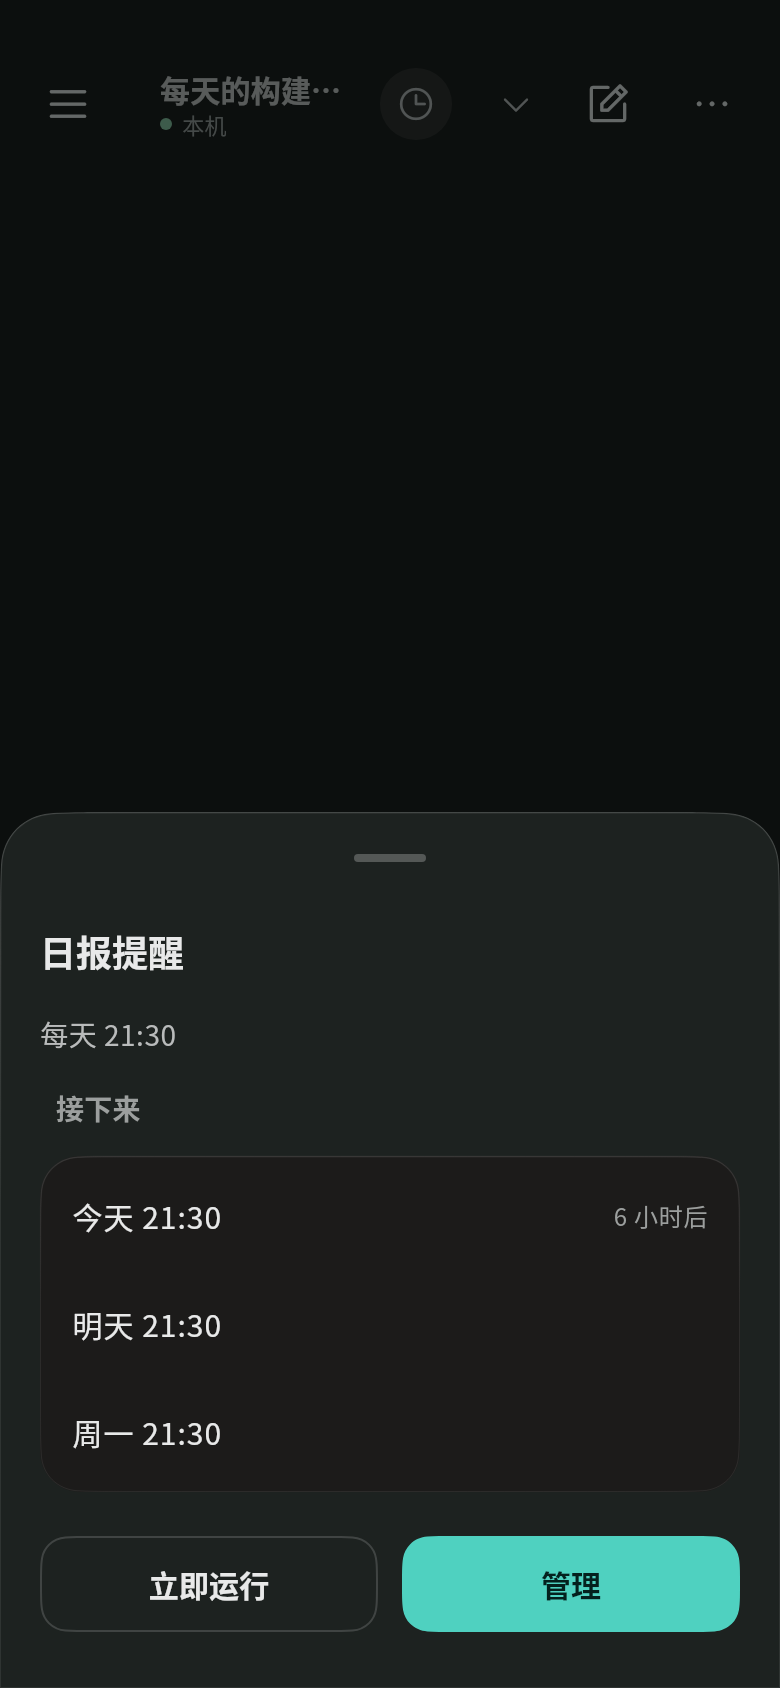 每天的构建…
本机
日报提醒
每天 21:30
接下来
今天 21:30
6 小时后
明天 21:30
周一 21:30
立即运行
管理